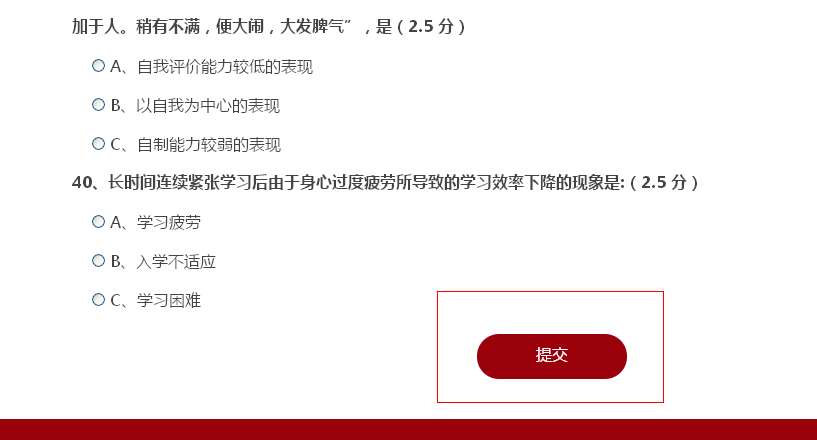 加于人。稍有不满，便大闹，大发脾气”，是（2.5 分）
A、自我评价能力较低的表现
B、以自我为中心的表现
C、自制能力较弱的表现
40、长时间连续紧张学习后由于身心过度疲劳所导致的学习效率下降的现象是:（2.5 分）
A、学习疲劳
B、入学不适应
C、学习困难
提交